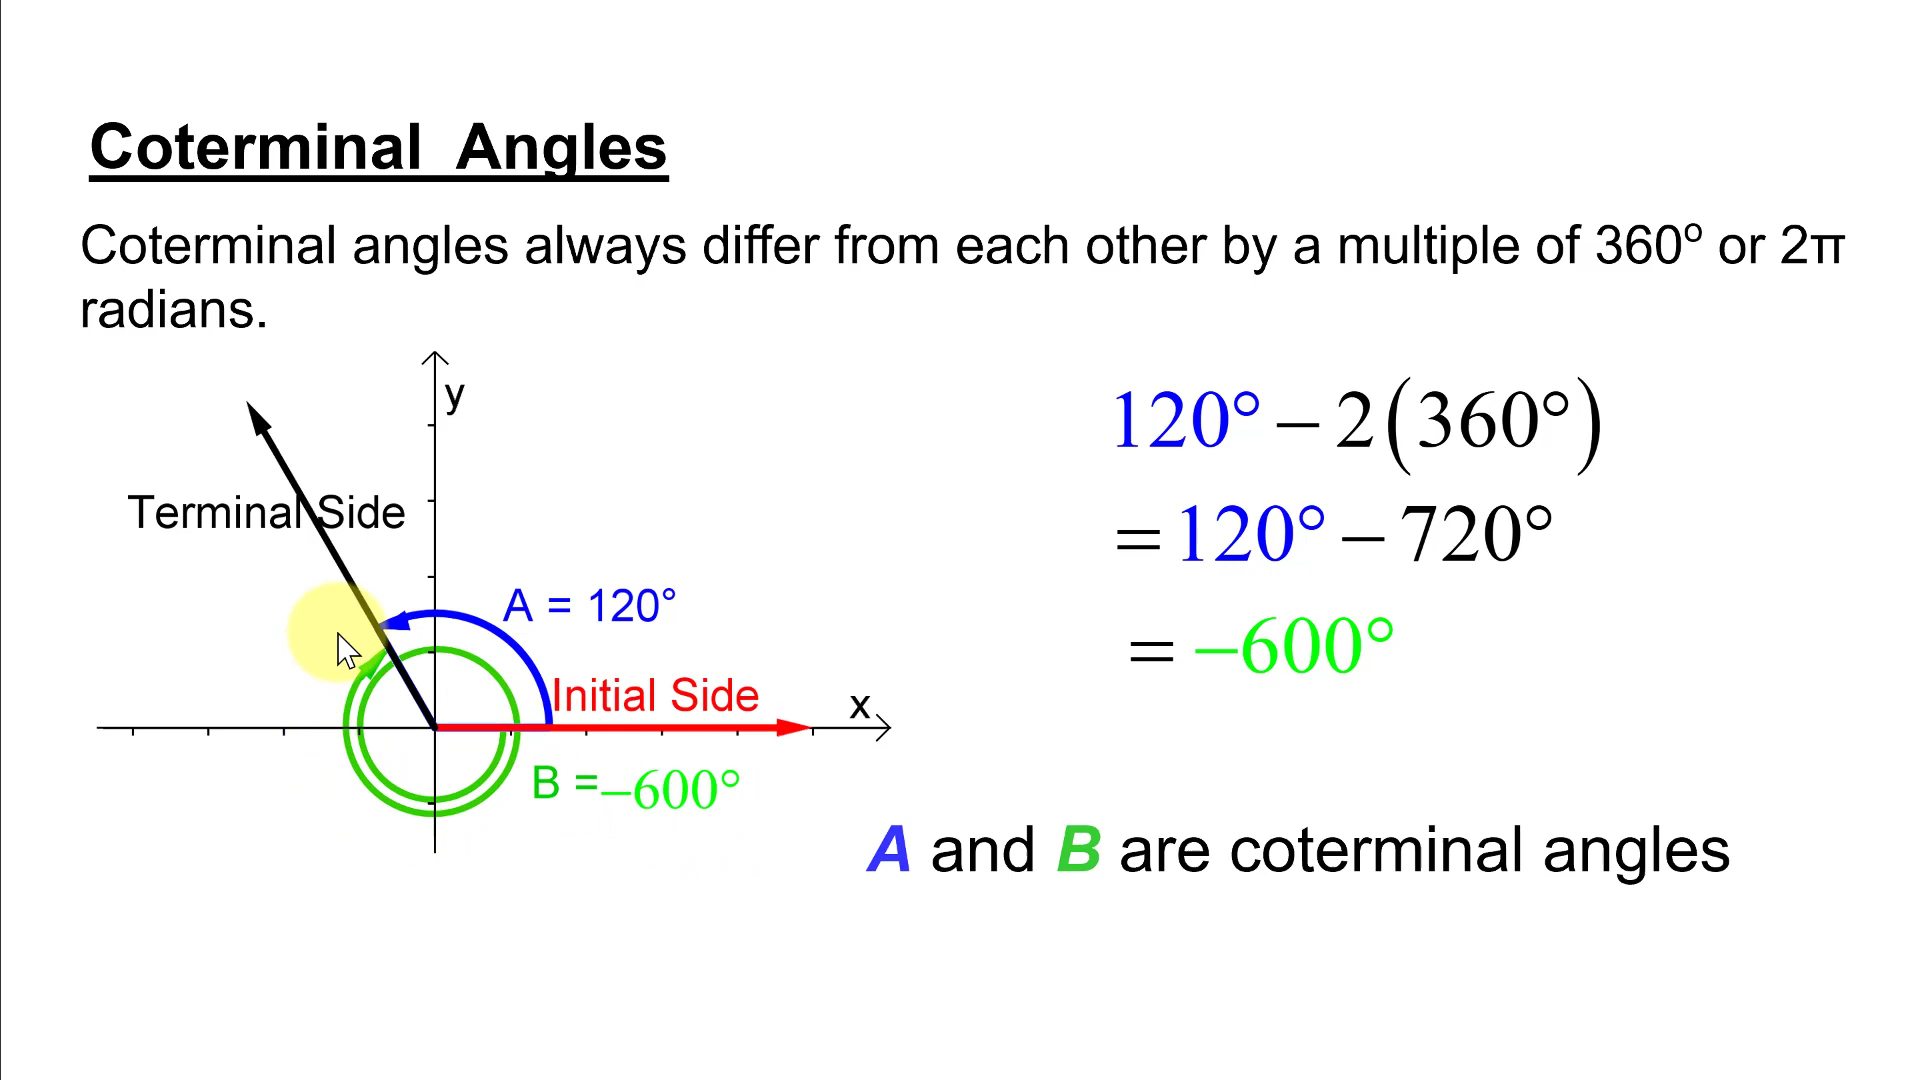 Coterminal Angles
Coterminal angles always differ from each other by a multiple of 360º or 2π
radians.
y
120° – 2(360°)
Terminal Side
= 120° – 720°
A = 120°
= –600°
Initial Side
x
B = –600°
A and B are coterminal angles